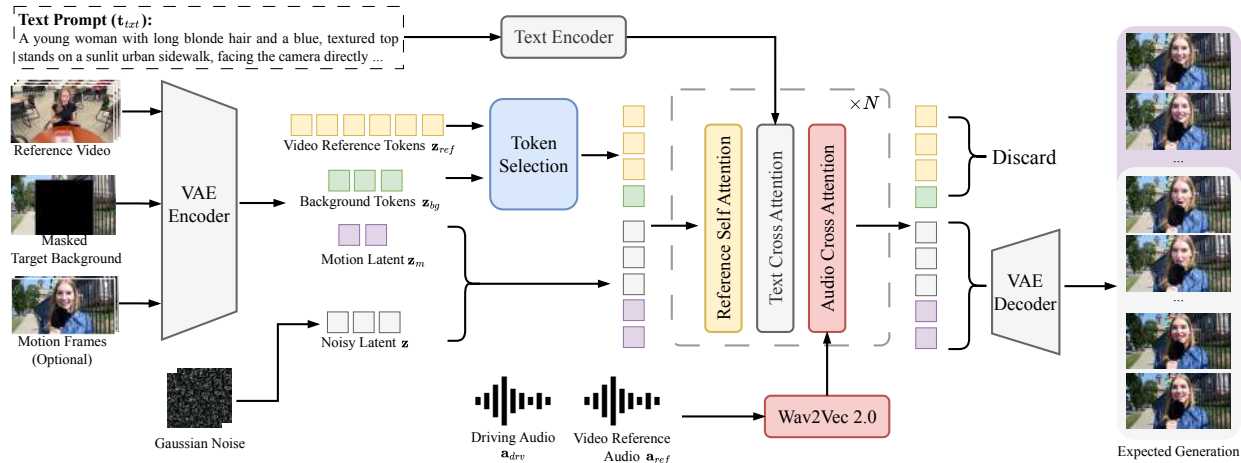 Text Prompt (t_txt):
A young woman with long blonde hair and a blue, textured top
stands on a sunlit urban sidewalk, facing the camera directly ...
Text Encoder
Reference Video
Masked
Target Background
Motion Frames
(Optional)
VAE
Encoder
Video Reference Tokens z_ref
Background Tokens z_bg
Motion Latent z_m
Noisy Latent z
Gaussian Noise
Token
Selection
×N
Reference Self Attention
Text Cross Attention
Audio Cross Attention
Driving Audio
a_drv
Video Reference
Audio a_ref
Wav2Vec 2.0
Discard
VAE
Decoder
...
...
Expected Generation